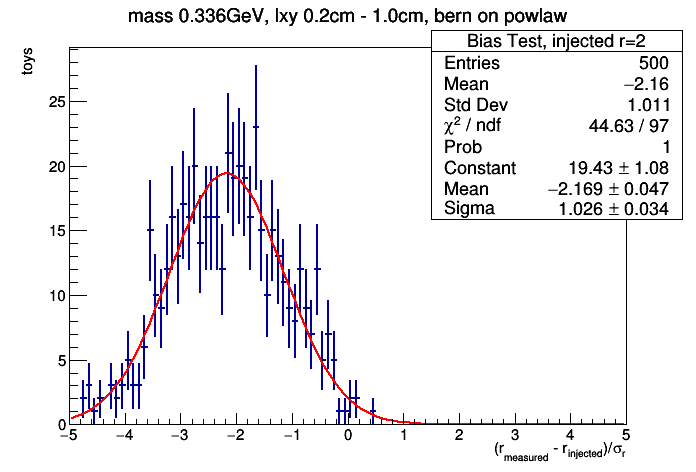 mass 0.336GeV, lxy 0.2cm - 1.0cm, bern on powlaw
toys
Bias Test, injected r=2
Entries 500
Mean −2.16
Std Dev 1.011
χ² / ndf 44.63 / 97
Prob 1
Constant 19.43 ± 1.08
Mean −2.169 ± 0.047
Sigma 1.026 ± 0.034
25
20
15
10
5
0
−5 −4 −3 −2 −1 0 1 2 3 4 5
(r_measured - r_injected)/σ_r